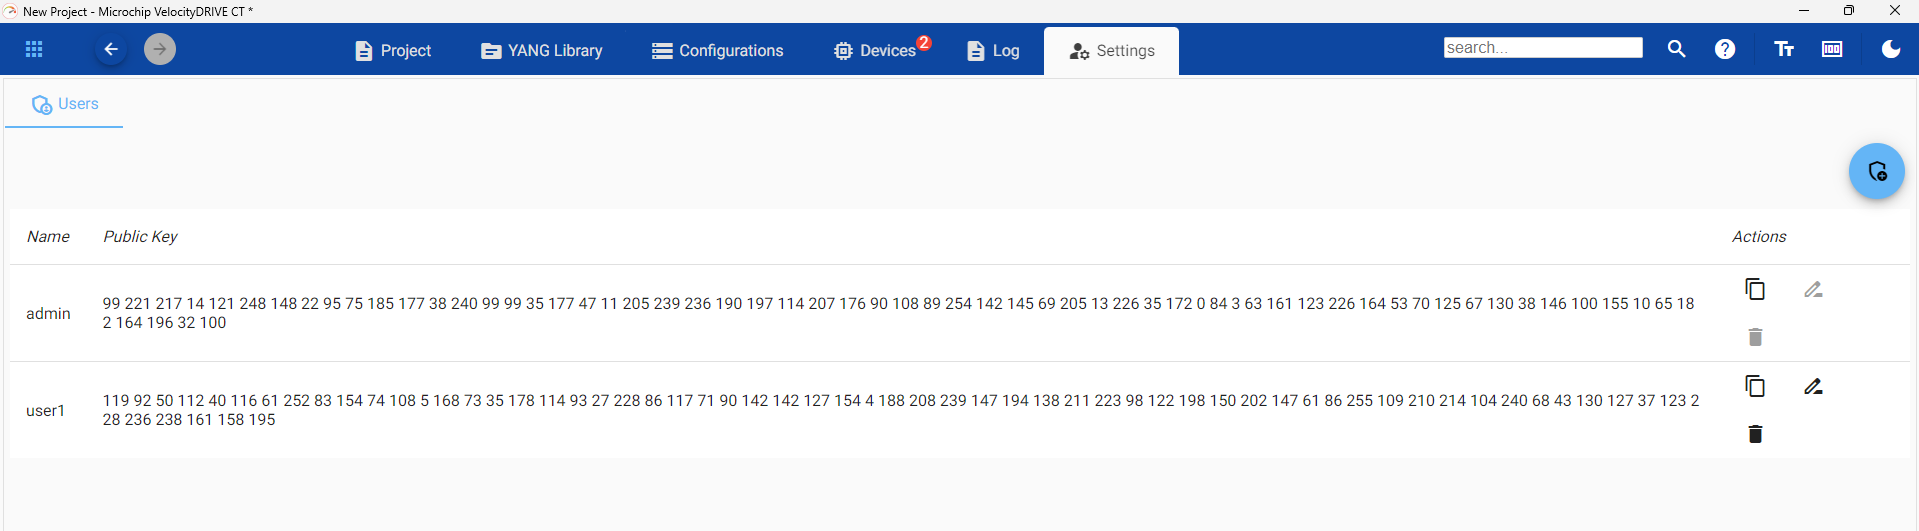 New Project - Microchip VelocityDRIVE CT *
Project YANG Library Configurations Devices 2 Log Settings search...
Users
Name Public Key Actions
admin 99 221 217 14 121 248 148 22 95 75 185 177 38 240 99 99 35 177 47 11 205 239 236 190 197 114 207 176 90 108 89 254 142 145 69 205 13 226 35 172 0 84 3 63 161 123 226 164 53 70 125 67 130 38 146 100 155 10 65 18
2 164 196 32 100
user1 119 92 50 112 40 116 61 252 83 154 74 108 5 168 73 35 178 114 93 27 228 86 117 71 90 142 142 127 154 4 188 208 239 147 194 138 211 223 98 122 198 150 202 147 61 86 255 109 210 214 104 240 68 43 130 127 37 123 2
28 236 238 161 158 195